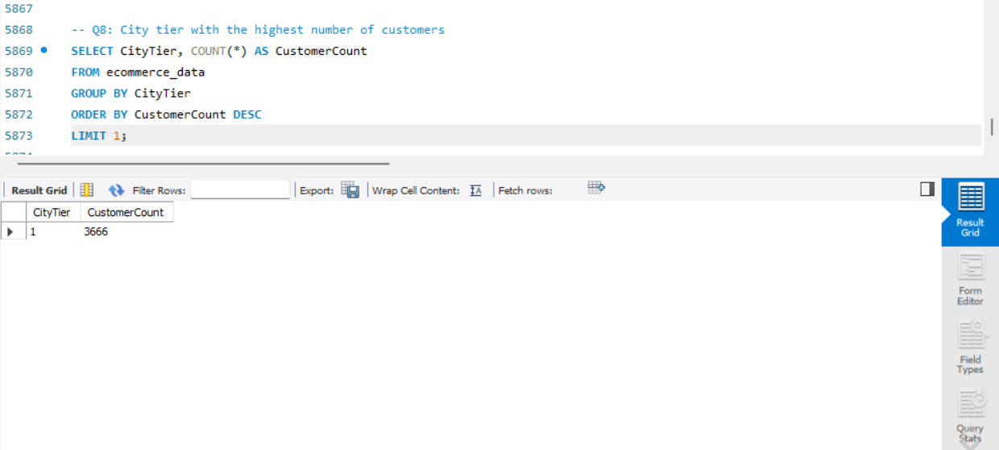 5867
5868 -- Q8: City tier with the highest number of customers
5869 SELECT CityTier, COUNT(*) AS CustomerCount
5870 FROM ecommerce_data
5871 GROUP BY CityTier
5872 ORDER BY CustomerCount DESC
5873 LIMIT 1;
Result Grid Filter Rows: Export: Wrap Cell Content: Fetch rows:
CityTier CustomerCount
1 3666
Result
Grid
Form
Editor
Field
Types
Query
Stats